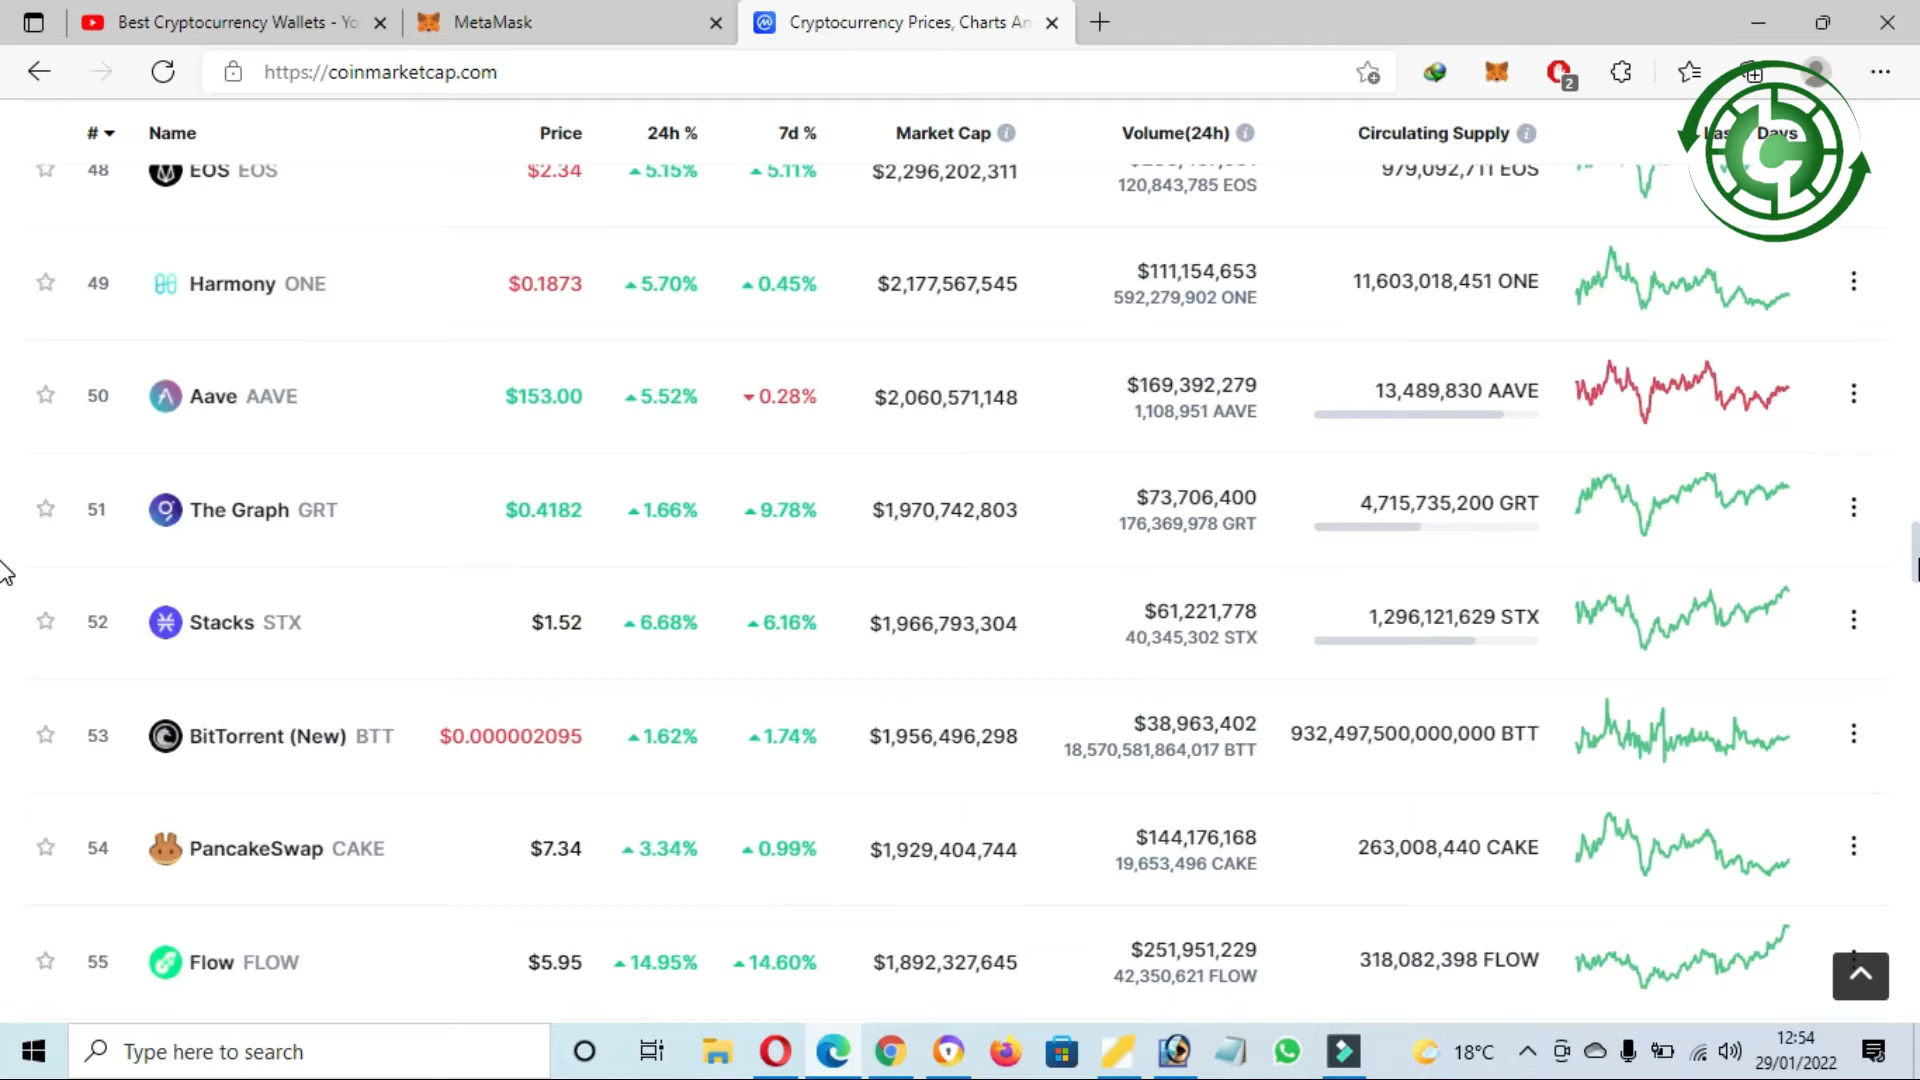 Best Cryptocurrency Wallets - Yo
MetaMask
Cryptocurrency Prices, Charts An
https://coinmarketcap.com
2
# Name Price 24h % 7d % Market Cap Volume(24h) Circulating Supply Las Days
48 EOS EOS $2.34 5.15% 5.11% $2,296,202,311 979,092,711 EOS
120,843,785 EOS
49 Harmony ONE $0.1873 5.70% 0.45% $2,177,567,545 $111,154,653 11,603,018,451 ONE
592,279,902 ONE
50 Aave AAVE $153.00 5.52% 0.28% $2,060,571,148 $169,392,279 13,489,830 AAVE
1,108,951 AAVE
51 The Graph GRT $0.4182 1.66% 9.78% $1,970,742,803 $73,706,400 4,715,735,200 GRT
176,369,978 GRT
52 Stacks STX $1.52 6.68% 6.16% $1,966,793,304 $61,221,778 1,296,121,629 STX
40,345,302 STX
53 BitTorrent (New) BTT $0.000002095 1.62% 1.74% $1,956,496,298 $38,963,402 932,497,500,000,000 BTT
18,570,581,864,017 BTT
54 PancakeSwap CAKE $7.34 3.34% 0.99% $1,929,404,744 $144,176,168 263,008,440 CAKE
19,653,496 CAKE
55 Flow FLOW $5.95 14.95% 14.60% $1,892,327,645 $251,951,229 318,082,398 FLOW
42,350,621 FLOW
Type here to search
18°C
12:54
29/01/2022